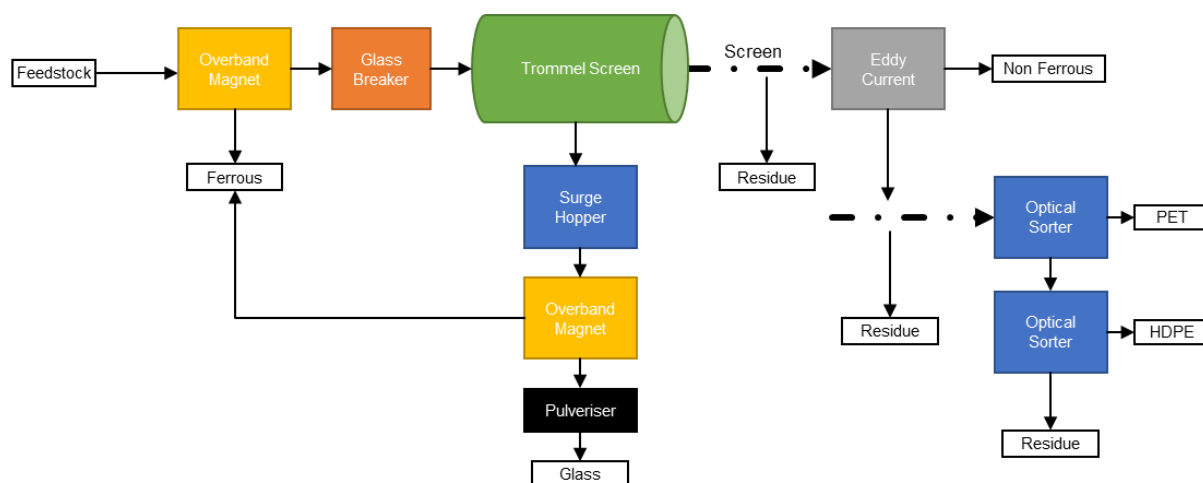 Feedstock
Overband
Magnet
Glass
Breaker
Trommel Screen
Screen
Eddy
Current
Non Ferrous
Ferrous
Residue
Surge
Hopper
Optical
Sorter
PET
Overband
Magnet
Residue
Optical
Sorter
HDPE
Pulveriser
Residue
Glass